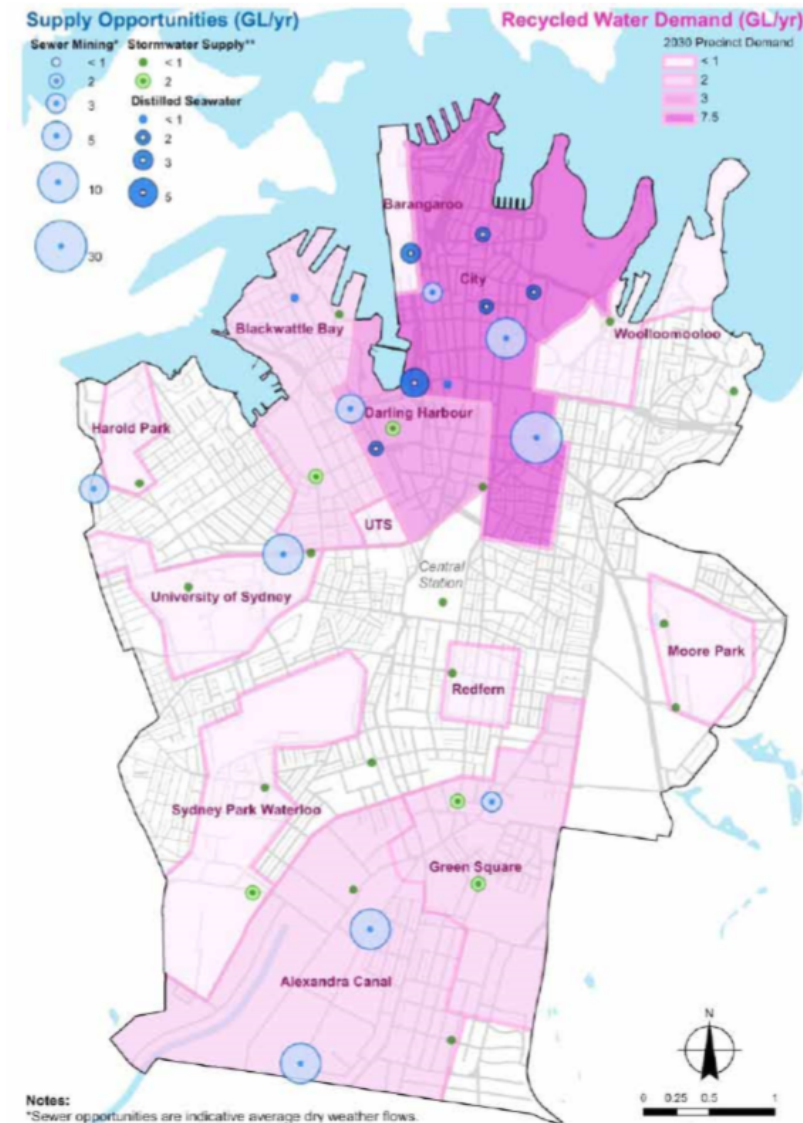 Supply Opportunities (GL/yr)
Sewer Mining*
< 1
2
3
5
10
30
Stormwater Supply**
< 1
2
Distilled Seawater
< 1
2
3
5
Recycled Water Demand (GL/yr)
2030 Precinct Demand
< 1
2
3
7.5
Barangaroo
City
Blackwattle Bay
Woolloomooloo
Darling Harbour
Harold Park
UTS
Central
Station
University of Sydney
Moore Park
Redfern
Sydney Park Waterloo
Green Square
Alexandra Canal
N
0 0.25 0.5 1
Notes:
*Sewer opportunities are indicative average dry weather flows.